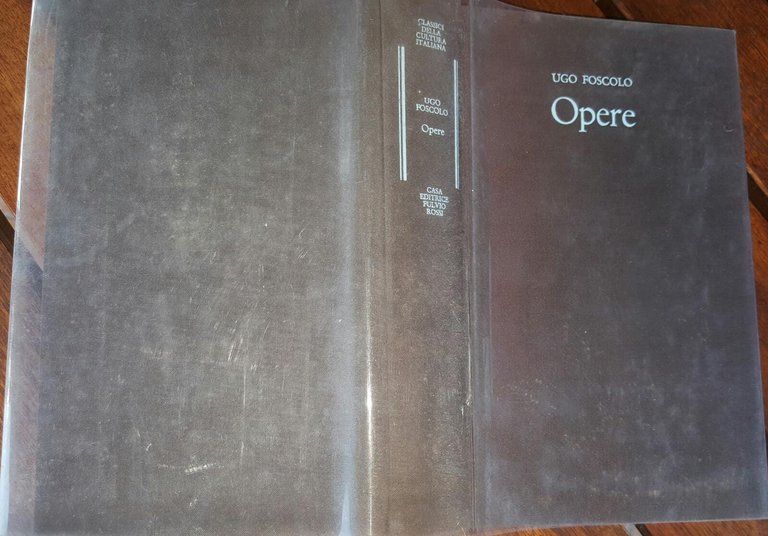 CLASSICI
DELLA
CULTURA
ITALIANA
UGO
FOSCOLO
Opere
CASA
EDITRICE
FULVIO
ROSSI
UGO FOSCOLO
Opere